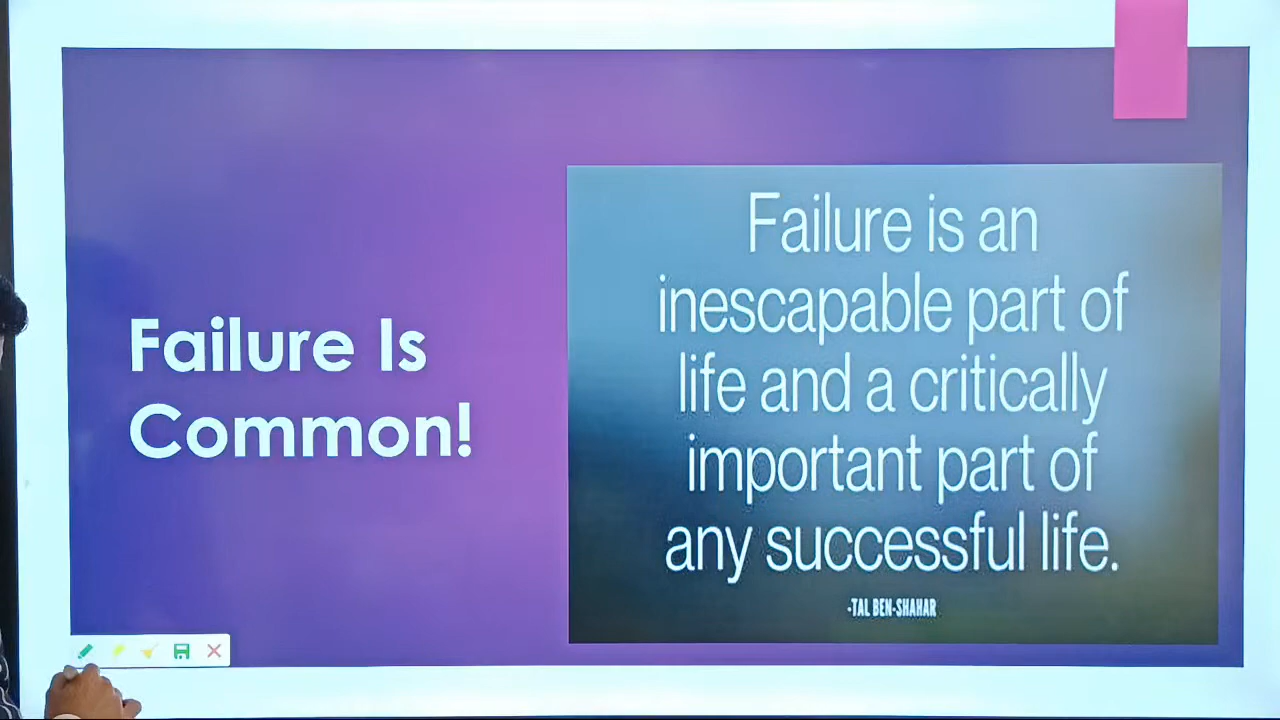 Failure Is
Common!
Failure is an
inescapable part of
life and a critically
important part of
any successful life.
-TAL BEN-SHAHAR